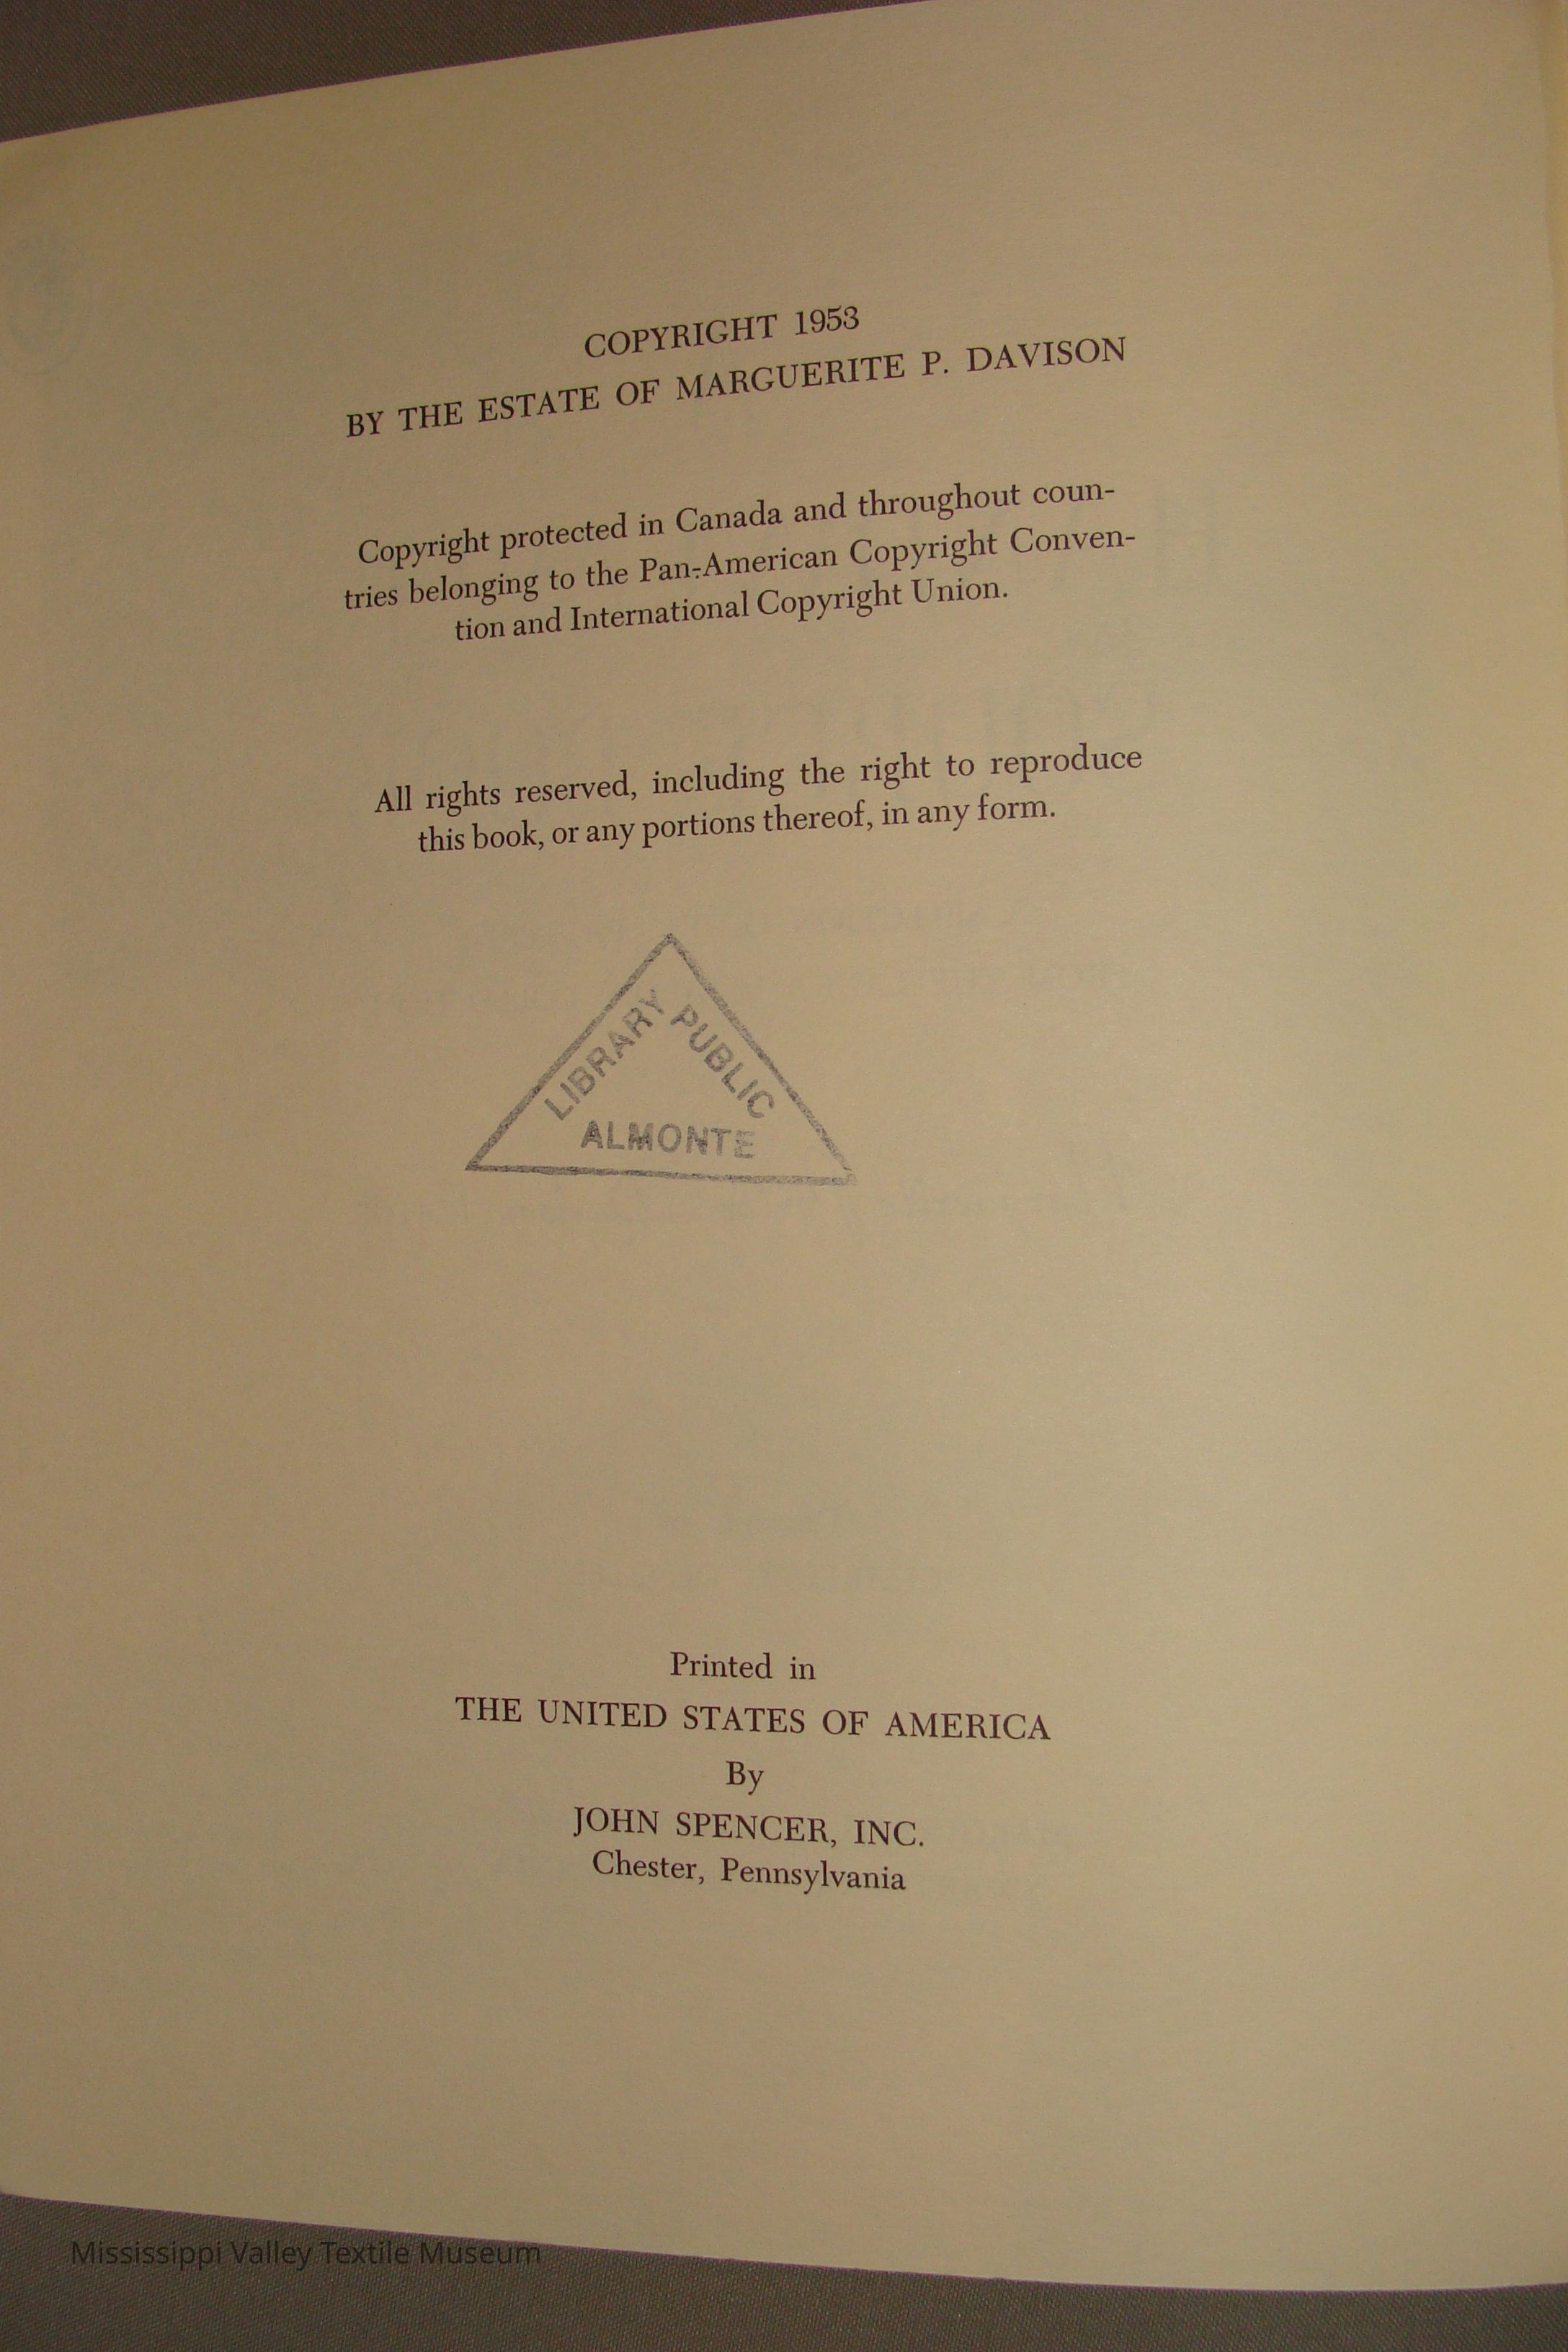 COPYRIGHT 1953
BY THE ESTATE OF MARGUERITE P. DAVISON
Copyright protected in Canada and throughout coun-
tries belonging to the Pan-American Copyright Conven-
tion and International Copyright Union.
All rights reserved, including the right to reproduce
this book, or any portions thereof, in any form.
LIBRARY
PUBLIC
ALMONTE
Printed in
THE UNITED STATES OF AMERICA
By
JOHN SPENCER, INC.
Chester, Pennsylvania
Mississippi Valley Textile Museum